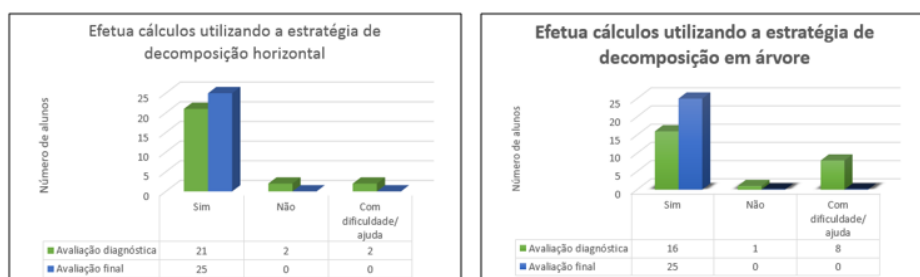 Efetua cálculos utilizando a estratégia de
decomposição horizontal
Número de alunos
25
20
15
10
5
0
Sim Não Com dificuldade/ ajuda
Avaliação diagnóstica 21 2 2
Avaliação final 25 0 0
Efetua cálculos utilizando a estratégia de
decomposição em árvore
Número de alunos
25
20
15
10
5
0
Sim Não Com dificuldade/ ajuda
Avaliação diagnóstica 16 1 8
Avaliação final 25 0 0